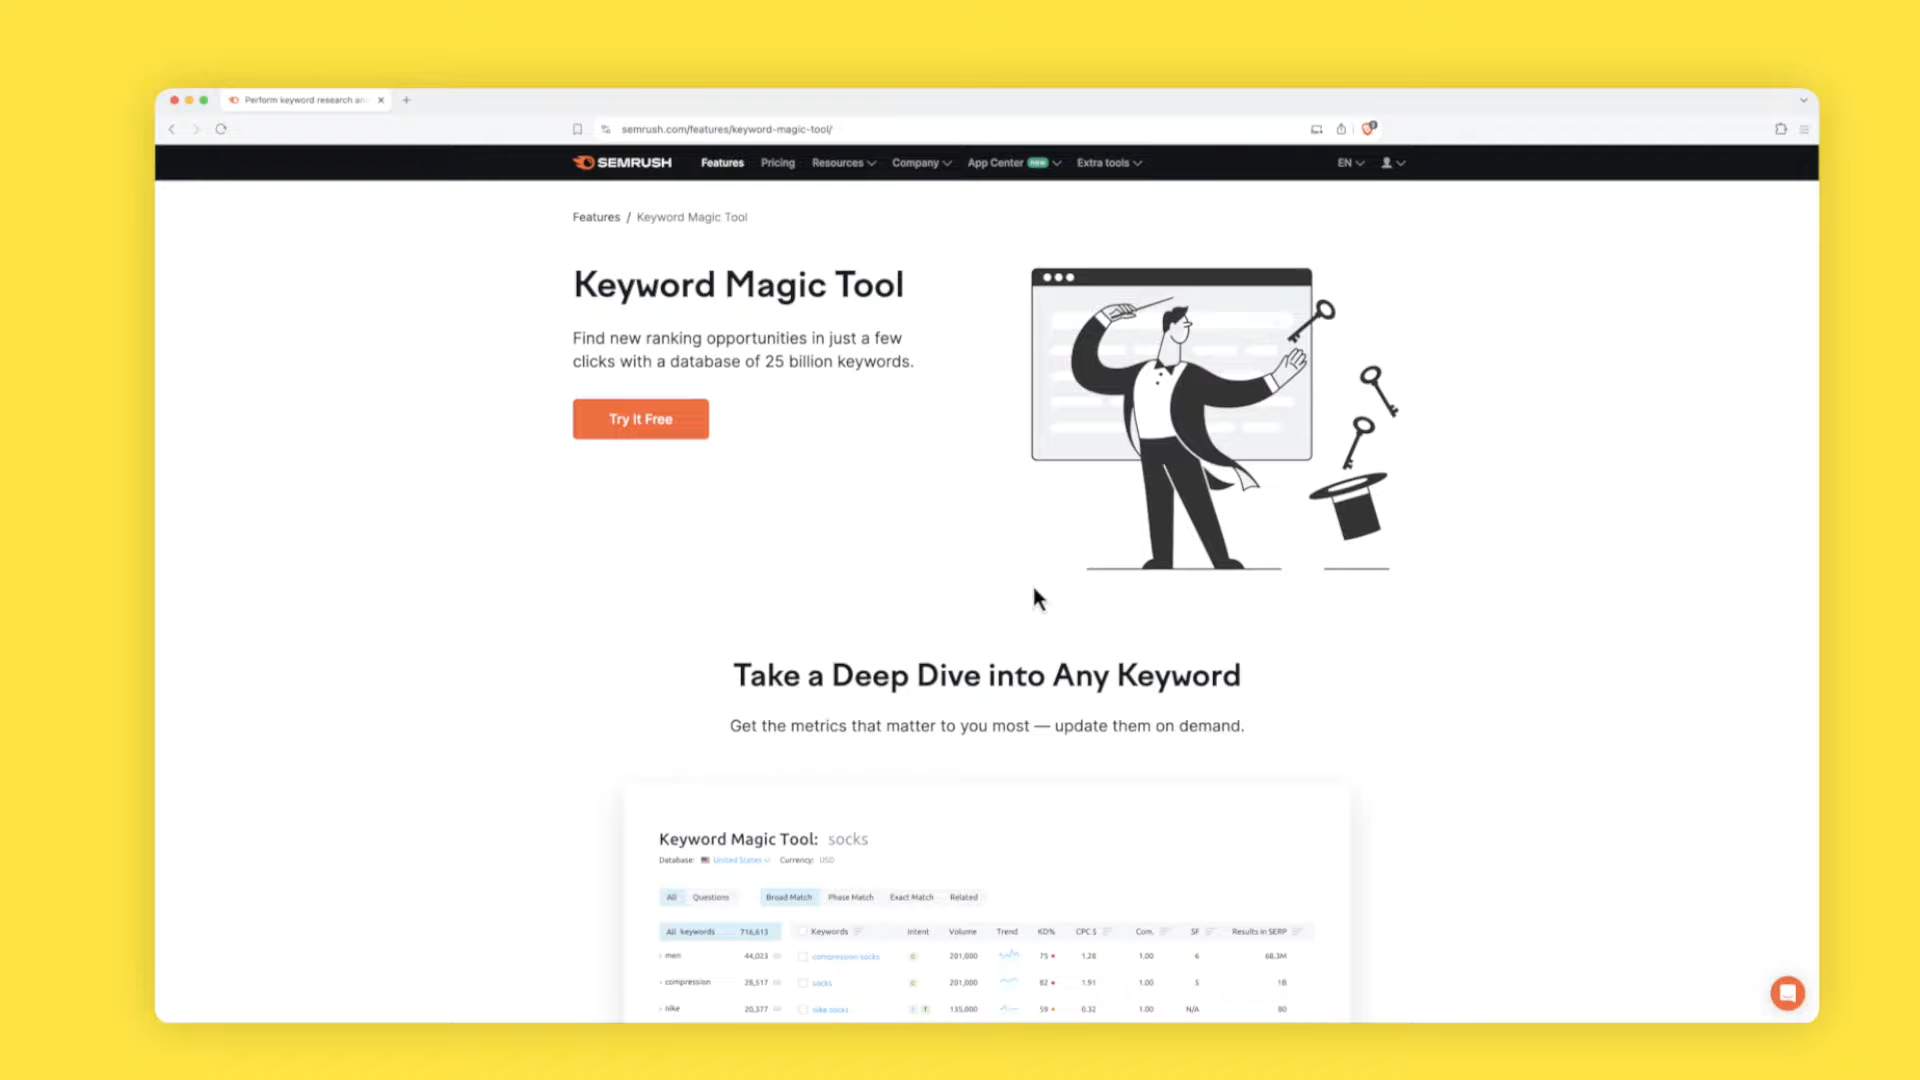 Perform keyword research an
semrush.com/features/keyword-magic-tool/
SEMRUSH Features Pricing Resources Company App Center new Extra tools EN
Features / Keyword Magic Tool
Keyword Magic Tool
Find new ranking opportunities in just a few
clicks with a database of 25 billion keywords.
Try It Free
Take a Deep Dive into Any Keyword
Get the metrics that matter to you most — update them on demand.
Keyword Magic Tool: socks
Database: United States Currency: USD
All Questions Broad Match Phase Match Exact Match Related
All keywords 716,613 Keywords Intent Volume Trend KD% CPC $ Com. SF Results in SERP
men 44,023 compression socks C 201,000 75 1.28 1.00 6 68.3M
compression 28,517 socks C 201,000 82 1.91 1.00 5 1B
nike 20,377 nike socks I T 135,000 59 0.32 1.00 N/A 80